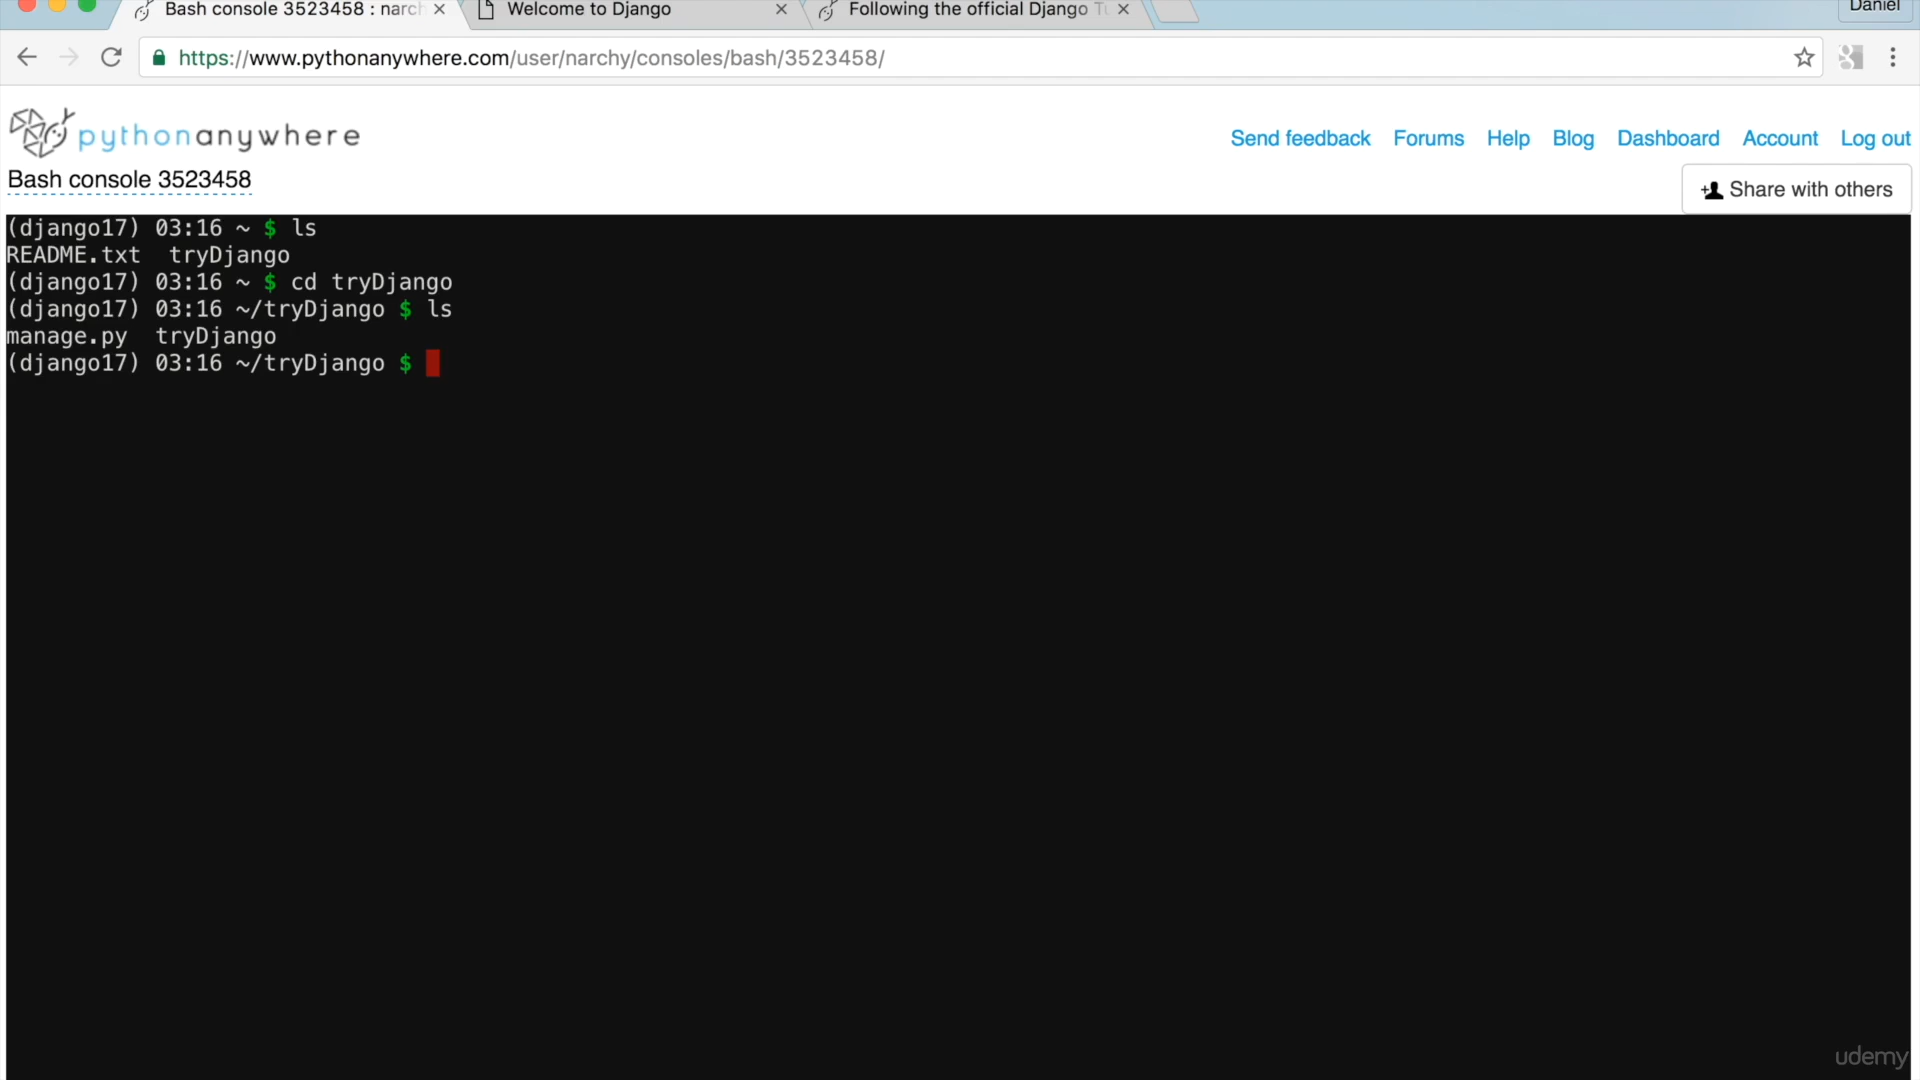 Bash console 3523458 : narch
Welcome to Django
Following the official Django Tu
Daniel
https://www.pythonanywhere.com/user/narchy/consoles/bash/3523458/
pythonanywhere
Send feedback Forums Help Blog Dashboard Account Log out
Bash console 3523458
Share with others
(django17) 03:16 ~ $ ls
README.txt  tryDjango
(django17) 03:16 ~ $ cd tryDjango
(django17) 03:16 ~/tryDjango $ ls
manage.py  tryDjango
(django17) 03:16 ~/tryDjango $
udemy